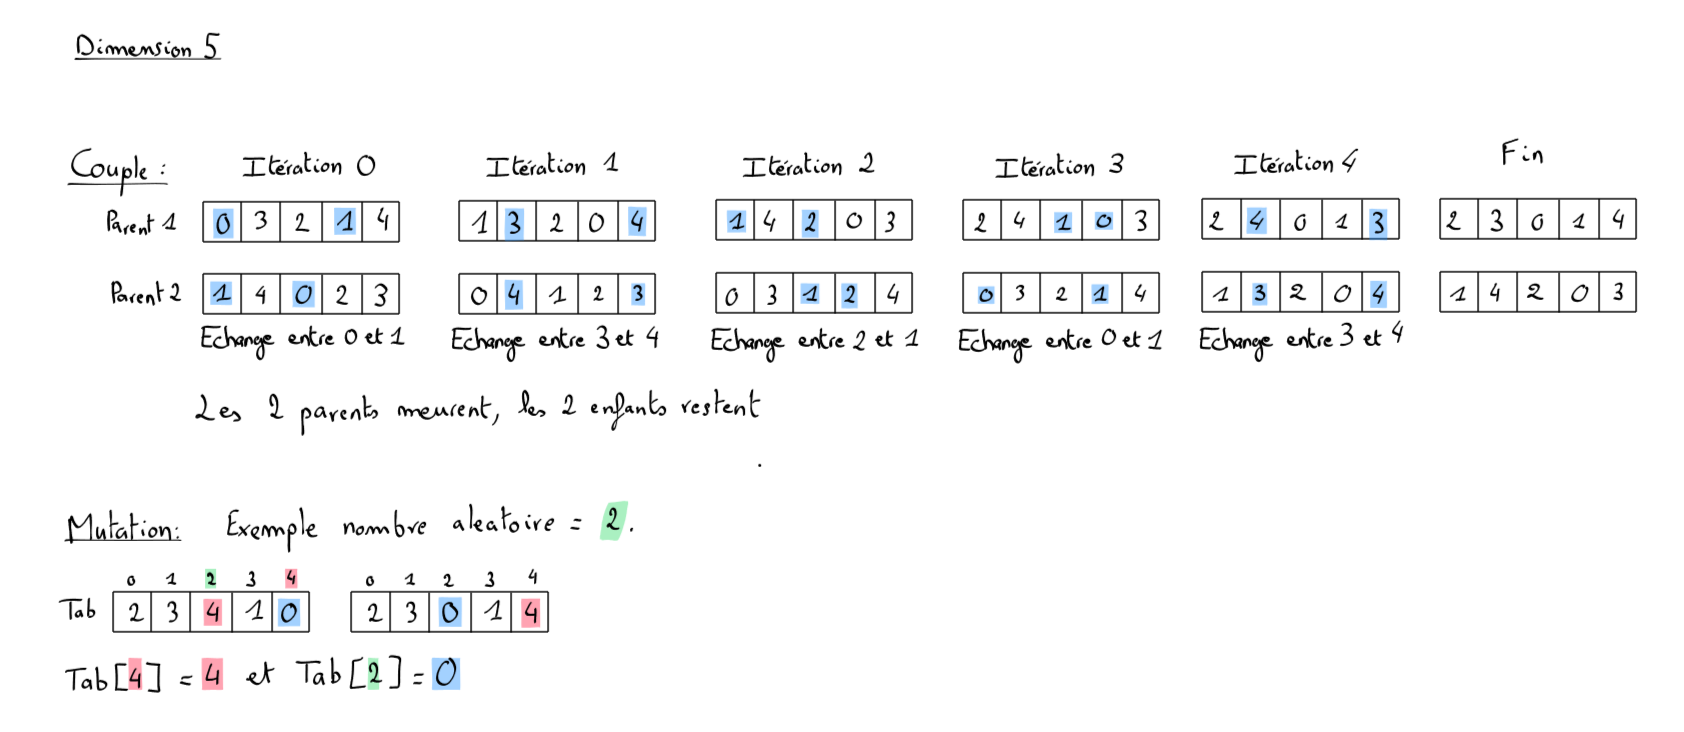 Dimension 5
Couple : Itération 0 Itération 1 Itération 2 Itération 3 Itération 4 Fin
Parent 1 0 3 2 1 4 1 3 2 0 4 1 4 2 0 3 2 4 1 0 3 2 4 0 1 3 2 3 0 1 4
Parent 2 1 4 0 2 3 0 4 1 2 3 0 3 1 2 4 0 3 2 1 4 1 3 2 0 4 1 4 2 0 3
Echange entre 0 et 1 Echange entre 3 et 4 Echange entre 2 et 1 Echange entre 0 et 1 Echange entre 3 et 4
Les 2 parents meurent, les 2 enfants restent
Mutation: Exemple nombre aleatoire = 2.
0 1 2 3 4 0 1 2 3 4
Tab 2 3 4 1 0 2 3 0 1 4
Tab[4] = 4 et Tab[2] = 0